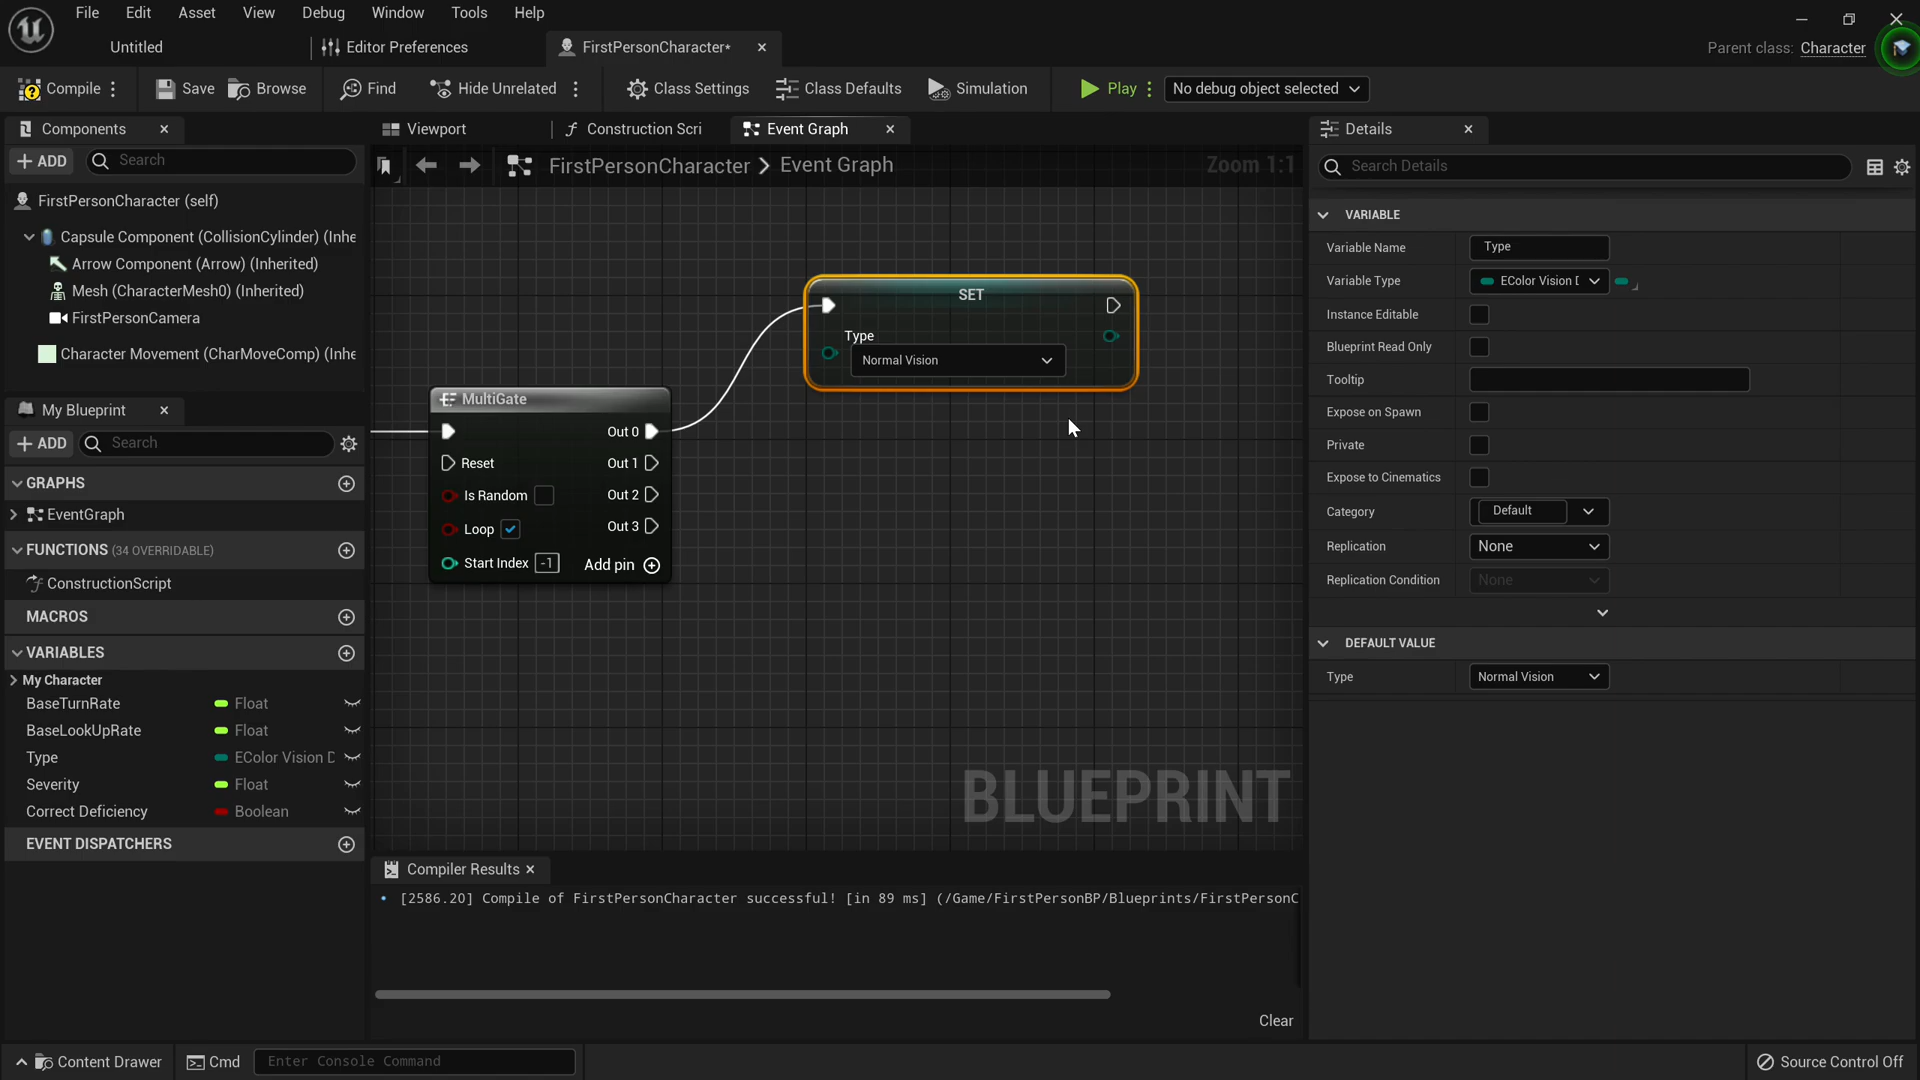 File Edit Asset View Debug Window Tools Help
Untitled Editor Preferences FirstPersonCharacter* Parent class: Character
Compile Save Browse Find Hide Unrelated Class Settings Class Defaults Simulation Play No debug object selected
Components Viewport Construction Scri Event Graph Details
ADD Search FirstPersonCharacter > Event Graph Zoom 1:1 Search Details
FirstPersonCharacter (self)
Capsule Component (CollisionCylinder) (Inhe
Arrow Component (Arrow) (Inherited)
Mesh (CharacterMesh0) (Inherited)
FirstPersonCamera
Character Movement (CharMoveComp) (Inhe
My Blueprint
ADD Search
GRAPHS
EventGraph
FUNCTIONS (34 OVERRIDABLE)
ConstructionScript
MACROS
VARIABLES
My Character
BaseTurnRate Float
BaseLookUpRate Float
Type EColor Vision D
Severity Float
Correct Deficiency Boolean
EVENT DISPATCHERS
SET
Type
Normal Vision
MultiGate
Out 0
Reset Out 1
Is Random Out 2
Loop Out 3
Start Index -1 Add pin
BLUEPRINT
Compiler Results
• [2586.20] Compile of FirstPersonCharacter successful! [in 89 ms] (/Game/FirstPersonBP/Blueprints/FirstPersonC
Clear
VARIABLE
Variable Name Type
Variable Type EColor Vision D
Instance Editable
Blueprint Read Only
Tooltip
Expose on Spawn
Private
Expose to Cinematics
Category Default
Replication None
Replication Condition None
DEFAULT VALUE
Type Normal Vision
Content Drawer Cmd Enter Console Command Source Control Off